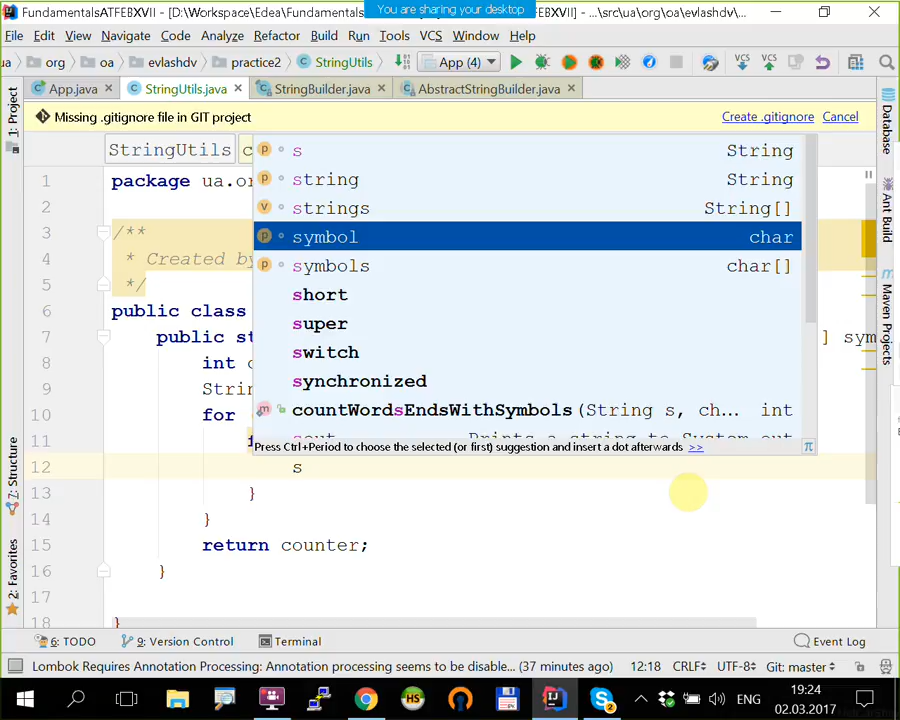 You are sharing your desktop
FundamentalsATFEBXVII - [D:\Workspace\Edea\Fundamentals
FEBXVII] - ...\src\ua\org\oa\evlashdv\...
File Edit View Navigate Code Analyze Refactor Build Run Tools VCS Window Help
ua org oa evlashdv practice2 StringUtils App (4)
App.java StringUtils.java StringBuilder.java AbstractStringBuilder.java
Missing .gitignore file in GIT project Create .gitignore Cancel
1: Project
7: Structure
2: Favorites
Database
Ant Build
Maven Projects
StringUtils c
s String
string String
strings String[]
symbol char
symbols char[]
short
super
switch
synchronized
countWordsEndsWithSymbols(String s, ch... int
sout Prints a string to System.out
Press Ctrl+Period to choose the selected (or first) suggestion and insert a dot afterwards >>
1 package ua.or
2
3 /**
4 * Created by
5 */
6 public class
7 public st ] sym
8 int c
9 Strin
10 for
11
12 s
13 }
14 }
15 return counter;
16 }
17
18 }
6: TODO 9: Version Control Terminal Event Log
Lombok Requires Annotation Processing: Annotation processing seems to be disable... (37 minutes ago) 12:18 CRLF UTF-8 Git: master
HS
2
ENG
19:24
02.03.2017